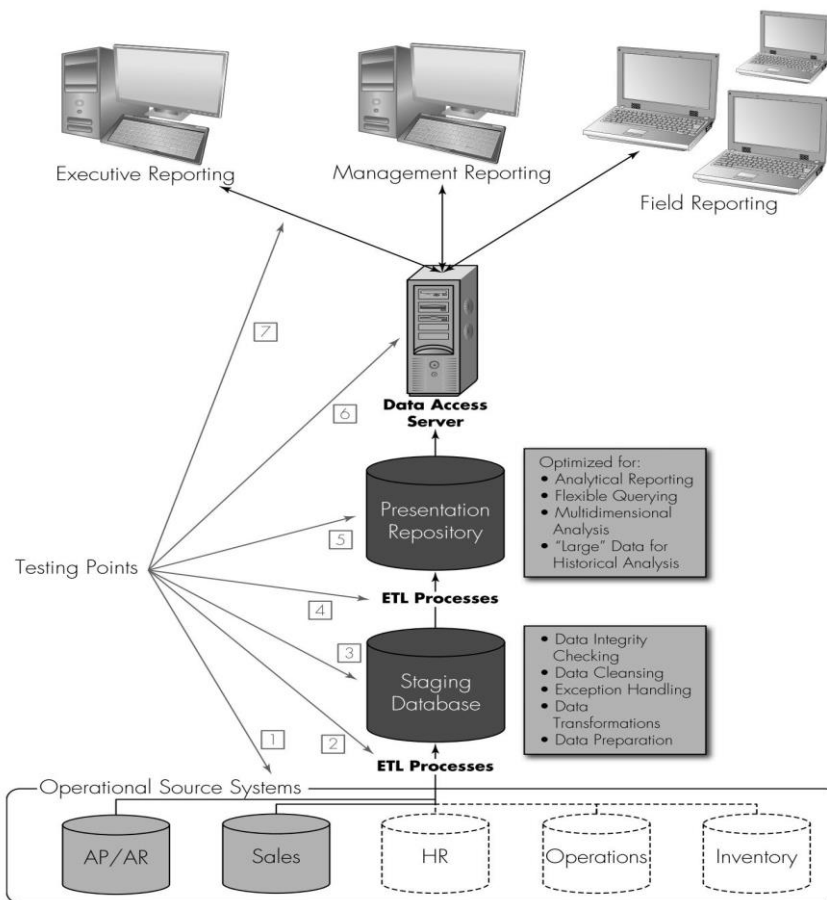 Executive Reporting
Management Reporting
Field Reporting
7
6
Data Access
Server
Optimized for:
• Analytical Reporting
• Flexible Querying
• Multidimensional
Analysis
• “Large” Data for
Historical Analysis
Presentation
Repository
5
Testing Points
4
ETL Processes
3
• Data Integrity
Checking
• Data Cleansing
• Exception Handling
• Data
Transformations
• Data Preparation
Staging
Database
1
2
ETL Processes
Operational Source Systems
AP/AR
Sales
HR
Operations
Inventory